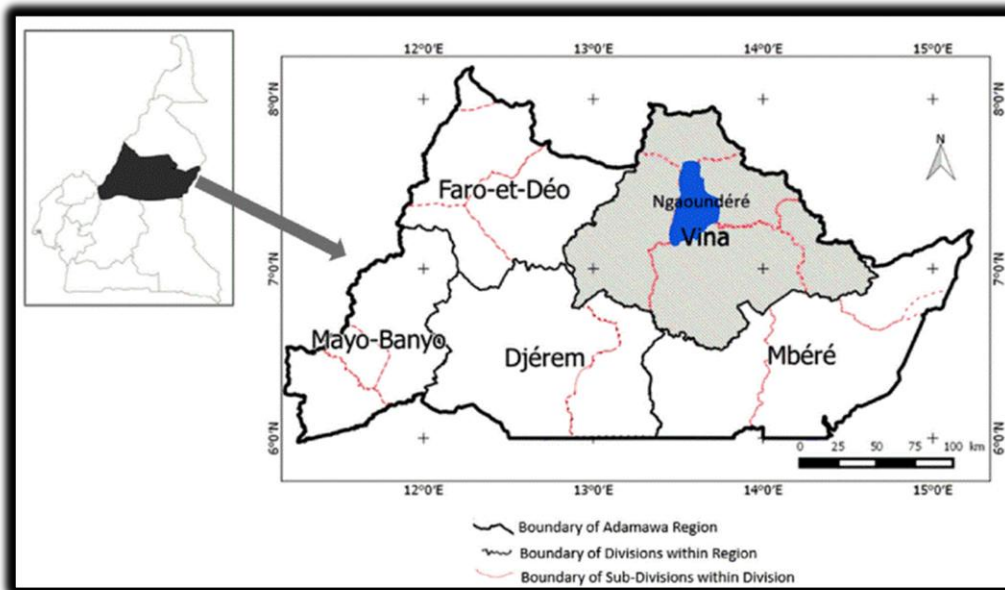 12°0'E 13°0'E 14°0'E 15°0'E
8°0'N 8°0'N
N
Faro-et-Déo
Ngaoundéré
Vina
7°0'N 7°0'N
Mayo-Banyo
Djérem
Mbéré
6°0'N 6°0'N
0 25 50 75 100 km
12°0'E 13°0'E 14°0'E 15°0'E
Boundary of Adamawa Region
Boundary of Divisions within Region
Boundary of Sub-Divisions within Division